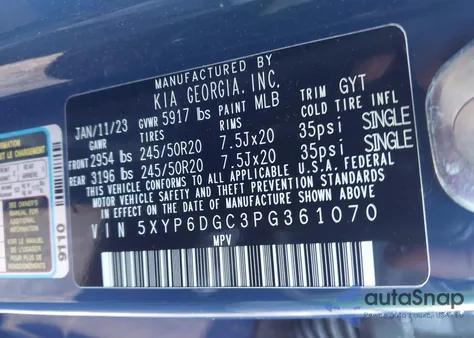 MANUFACTURED BY
KIA GEORGIA, INC.
JAN/11/23 GVWR 5917 lbs PAINT MLB TRIM GYT
GAWR TIRES RIMS COLD TIRE INFL
FRONT 2954 lbs 245/50R20 7.5Jx20 35psi SINGLE
REAR 3196 lbs 245/50R20 7.5Jx20 35psi SINGLE
THIS VEHICLE CONFORMS TO ALL APPLICABLE U.S.A. FEDERAL
MOTOR VEHICLE SAFETY AND THEFT PREVENTION STANDARDS
IN EFFECT ON THE DATE OF MANUFACTURE SHOWN ABOVE
VIN 5XYP6DGC3PG361070
MPV
9110
autoSnap